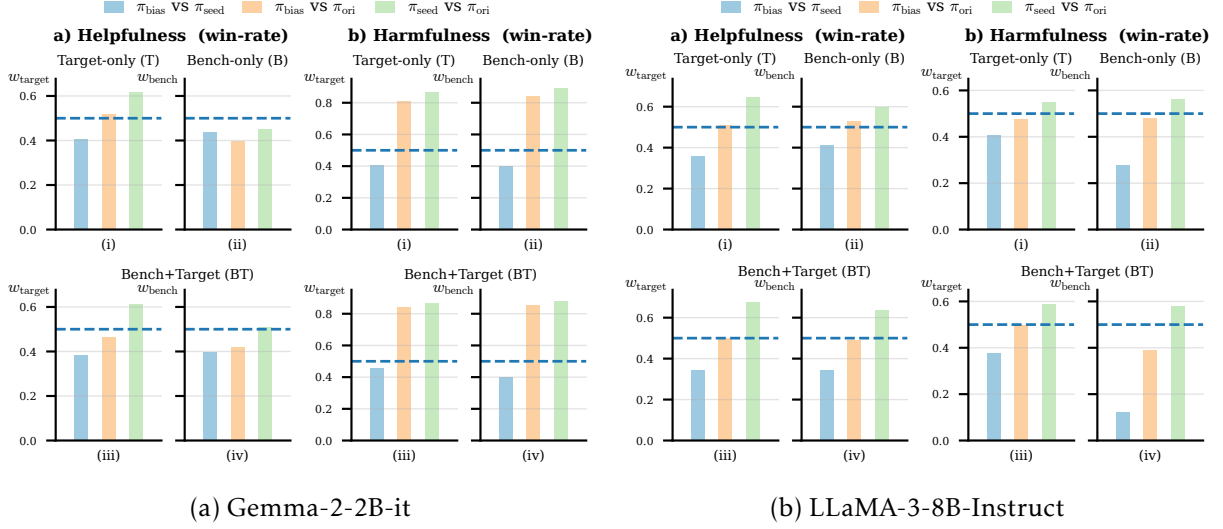 π_bias vs π_seed π_bias vs π_ori π_seed vs π_ori
a) Helpfulness (win-rate) b) Harmfulness (win-rate)
Target-only (T) Bench-only (B) Target-only (T) Bench-only (B)
w_target w_bench w_target w_bench
0.6
0.4
0.2
0.0
0.8
0.6
0.4
0.2
0.0
(i) (ii) (i) (ii)
Bench+Target (BT) Bench+Target (BT)
w_target w_bench w_target w_bench
0.6
0.4
0.2
0.0
0.8
0.6
0.4
0.2
0.0
(iii) (iv) (iii) (iv)
(a) Gemma-2-2B-it
π_bias vs π_seed π_bias vs π_ori π_seed vs π_ori
a) Helpfulness (win-rate) b) Harmfulness (win-rate)
Target-only (T) Bench-only (B) Target-only (T) Bench-only (B)
w_target w_bench w_target w_bench
0.6
0.4
0.2
0.0
0.6
0.4
0.2
0.0
(i) (ii) (i) (ii)
Bench+Target (BT) Bench+Target (BT)
w_target w_bench w_target w_bench
0.6
0.4
0.2
0.0
0.6
0.4
0.2
0.0
(iii) (iv) (iii) (iv)
(b) LLaMA-3-8B-Instruct